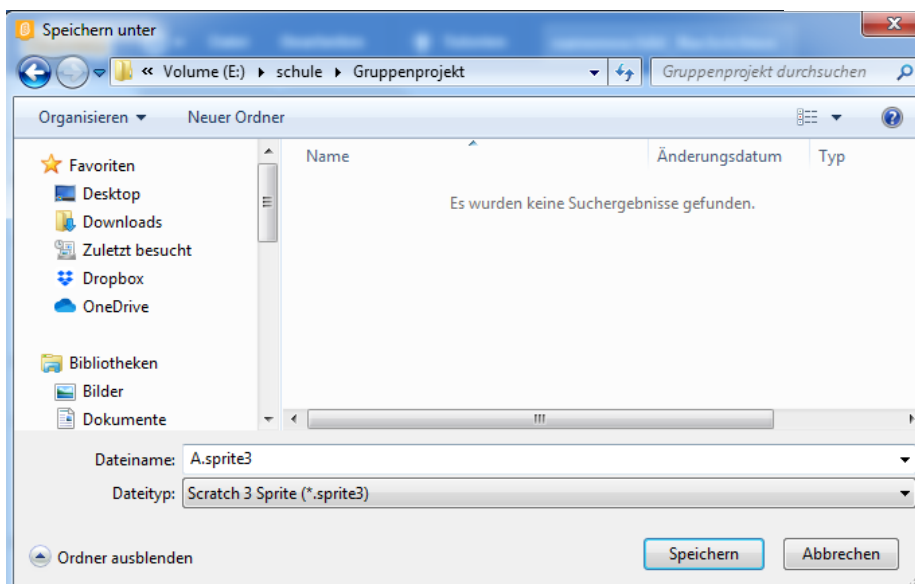 Speichern unter
« Volume (E:) ▸ schule ▸ Gruppenprojekt
Gruppenprojekt durchsuchen
Organisieren Neuer Ordner
Favoriten
Desktop
Downloads
Zuletzt besucht
Dropbox
OneDrive
Bibliotheken
Bilder
Dokumente
Name Änderungsdatum Typ
Es wurden keine Suchergebnisse gefunden.
Dateiname: A.sprite3
Dateityp: Scratch 3 Sprite (*.sprite3)
Ordner ausblenden
Speichern Abbrechen